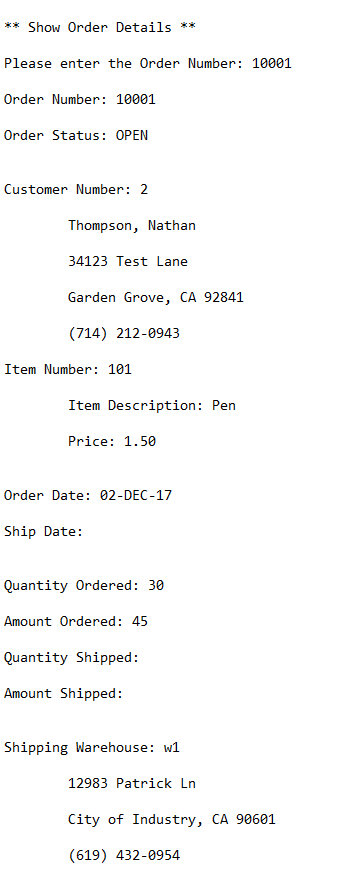 ** Show Order Details **
Please enter the Order Number: 10001
Order Number: 10001
Order Status: OPEN
Customer Number: 2
Thompson, Nathan
34123 Test Lane
Garden Grove, CA 92841
(714) 212-0943
Item Number: 101
Item Description: Pen
Price: 1.50
Order Date: 02-DEC-17
Ship Date:
Quantity Ordered: 30
Amount Ordered: 45
Quantity Shipped:
Amount Shipped:
Shipping Warehouse: w1
12983 Patrick Ln
City of Industry, CA 90601
(619) 432-0954